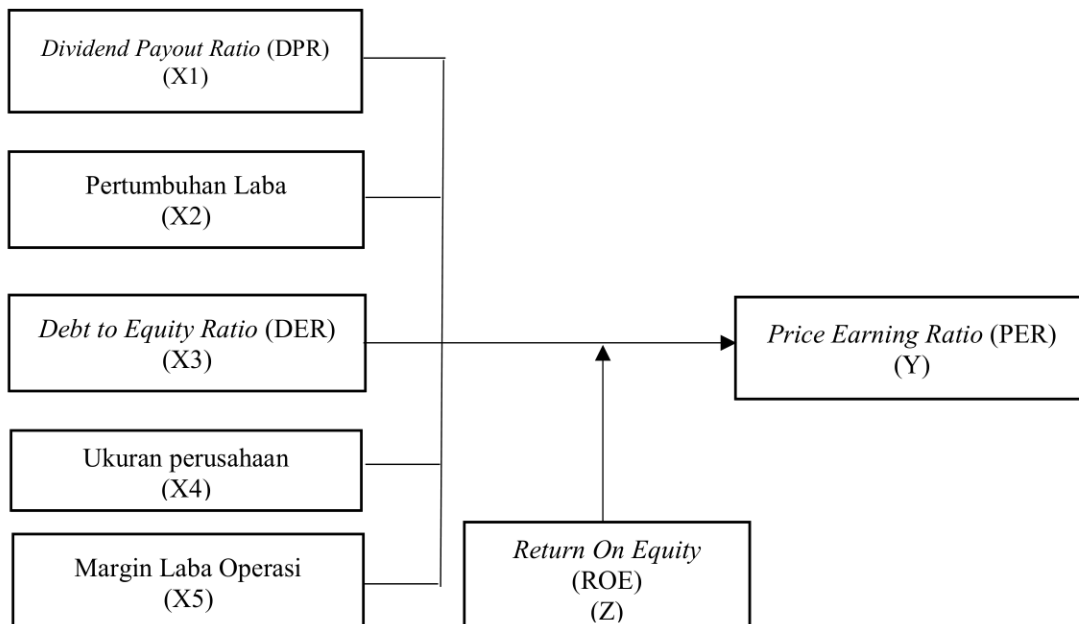 Dividend Payout Ratio (DPR)
(X1)
Pertumbuhan Laba
(X2)
Debt to Equity Ratio (DER)
(X3)
Ukuran perusahaan
(X4)
Margin Laba Operasi
(X5)
Return On Equity
(ROE)
(Z)
Price Earning Ratio (PER)
(Y)